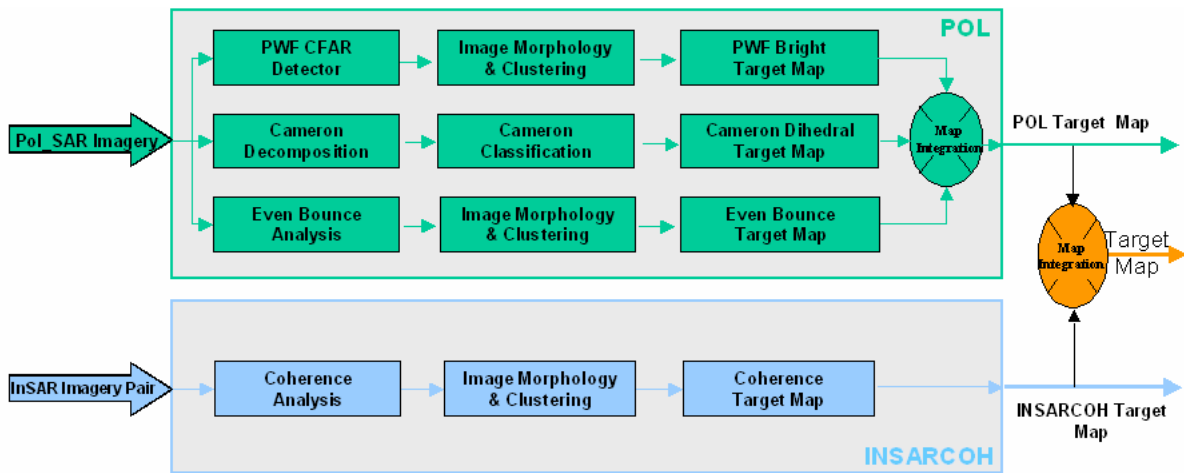 POL
PWF CFAR
Detector
Image Morphology
& Clustering
PWF Bright
Target Map
Pol_SAR Imagery
Cameron
Decomposition
Cameron
Classification
Cameron Dihedral
Target Map
Map
Integration
POL Target Map
Even Bounce
Analysis
Image Morphology
& Clustering
Even Bounce
Target Map
Map
Integration
Target
Map
InSAR Imagery Pair
Coherence
Analysis
Image Morphology
& Clustering
Coherence
Target Map
INSARCOH Target
Map
INSARCOH